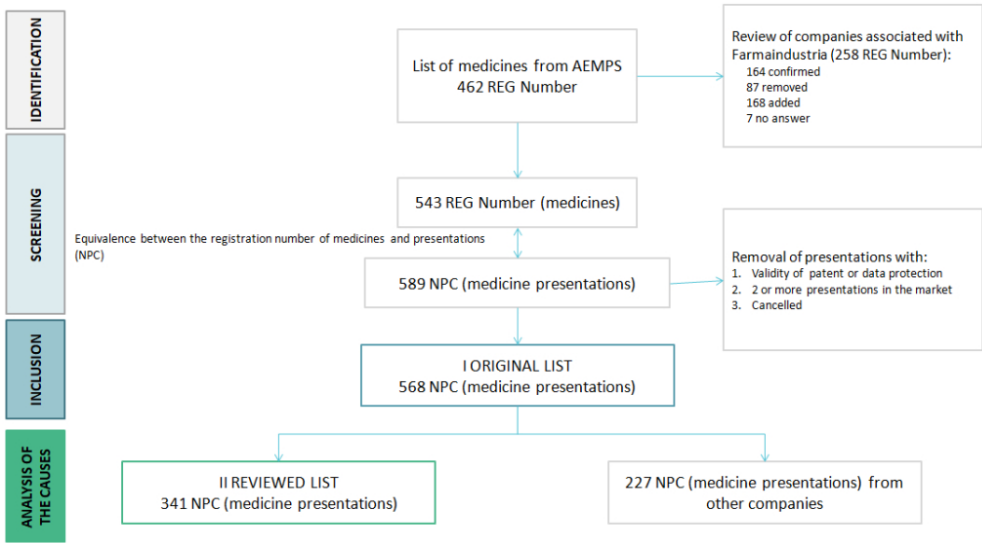 IDENTIFICATION
List of medicines from AEMPS
462 REG Number
Review of companies associated with
Farmaindustria (258 REG Number):
164 confirmed
87 removed
168 added
7 no answer
SCREENING
543 REG Number (medicines)
Equivalence between the registration number of medicines and presentations
(NPC)
589 NPC (medicine presentations)
Removal of presentations with:
1. Validity of patent or data protection
2. 2 or more presentations in the market
3. Cancelled
INCLUSION
I ORIGINAL LIST
568 NPC (medicine presentations)
ANALYSIS OF
THE CAUSES
II REVIEWED LIST
341 NPC (medicine presentations)
227 NPC (medicine presentations) from
other companies